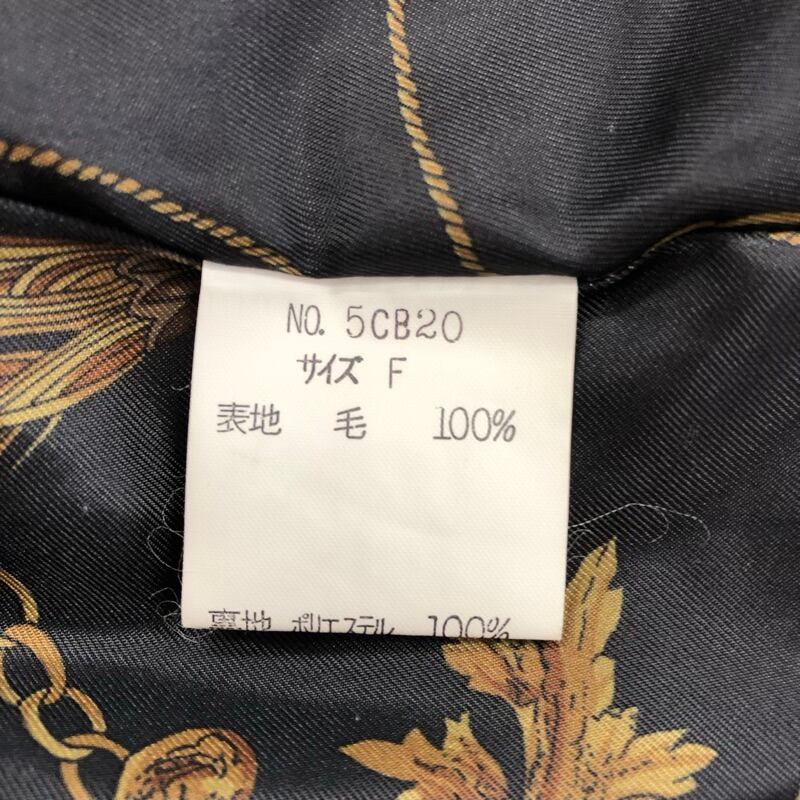 NO. 5CB20
サイズ F
表地 毛 100%
裏地 ポリエステル 100%